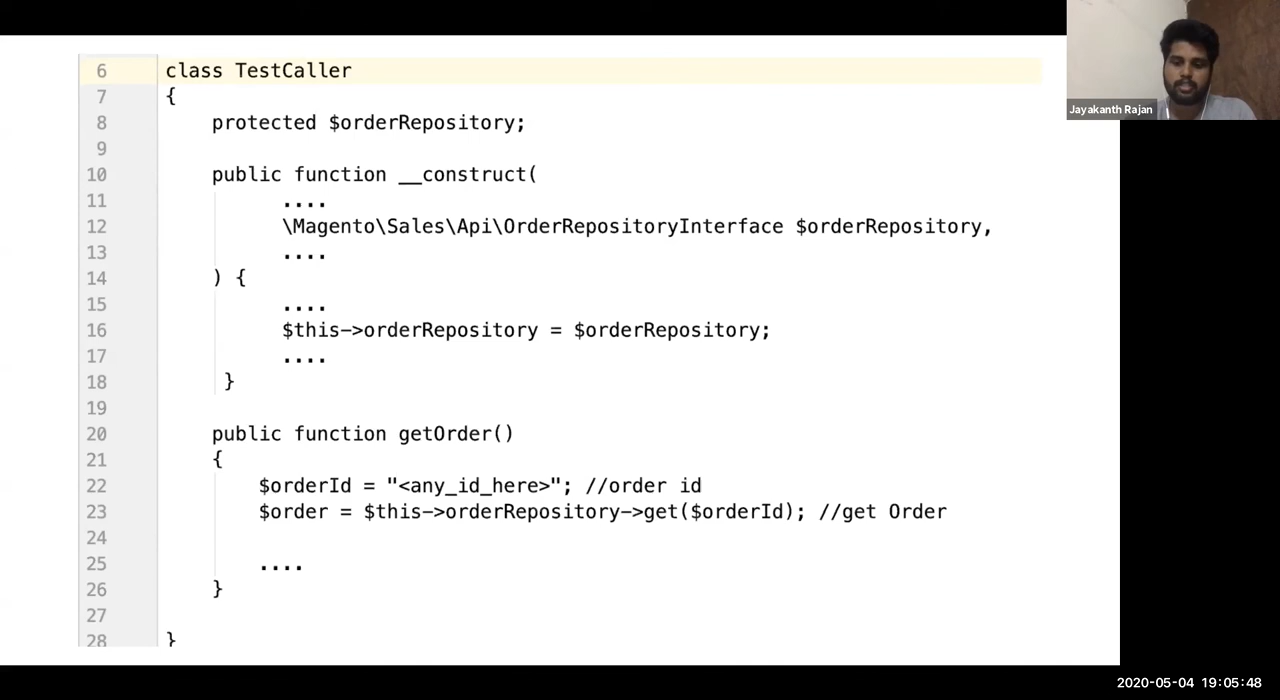 6 class TestCaller
7 {
8 protected $orderRepository;
9
10 public function __construct(
11 ....
12 \Magento\Sales\Api\OrderRepositoryInterface $orderRepository,
13 ....
14 ) {
15 ....
16 $this->orderRepository = $orderRepository;
17 ....
18 }
19
20 public function getOrder()
21 {
22 $orderId = "<any_id_here>"; //order id
23 $order = $this->orderRepository->get($orderId); //get Order
24
25 ....
26 }
27
28 }
Jayakanth Rajan
2020-05-04 19:05:48